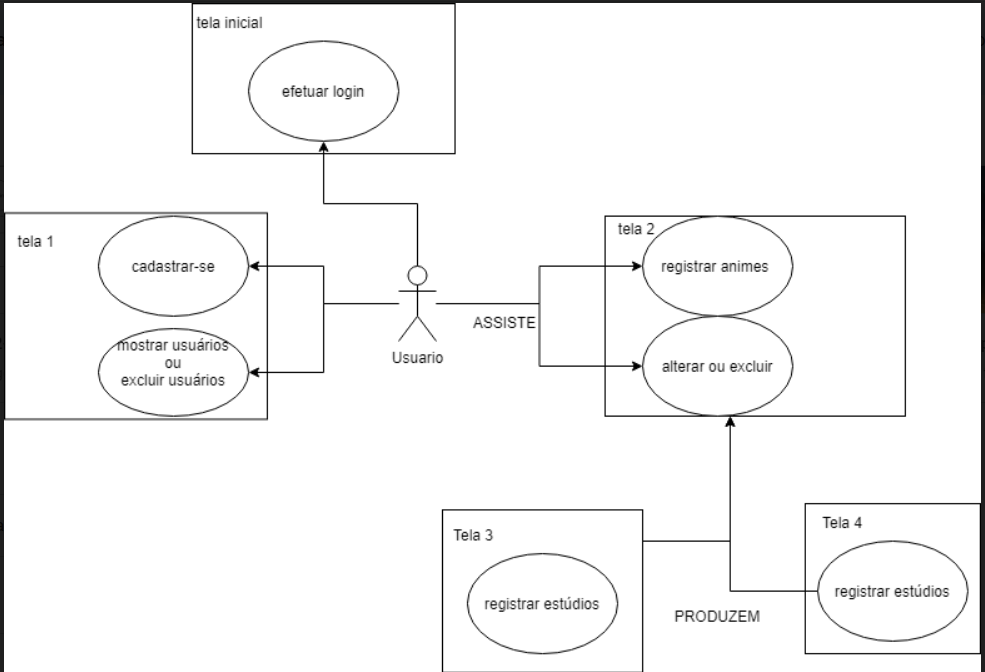 tela inicial
efetuar login
tela 1
cadastrar-se
mostrar usuários
ou
excluir usuários
Usuario
ASSISTE
tela 2
registrar animes
alterar ou excluir
Tela 3
registrar estúdios
PRODUZEM
Tela 4
registrar estúdios